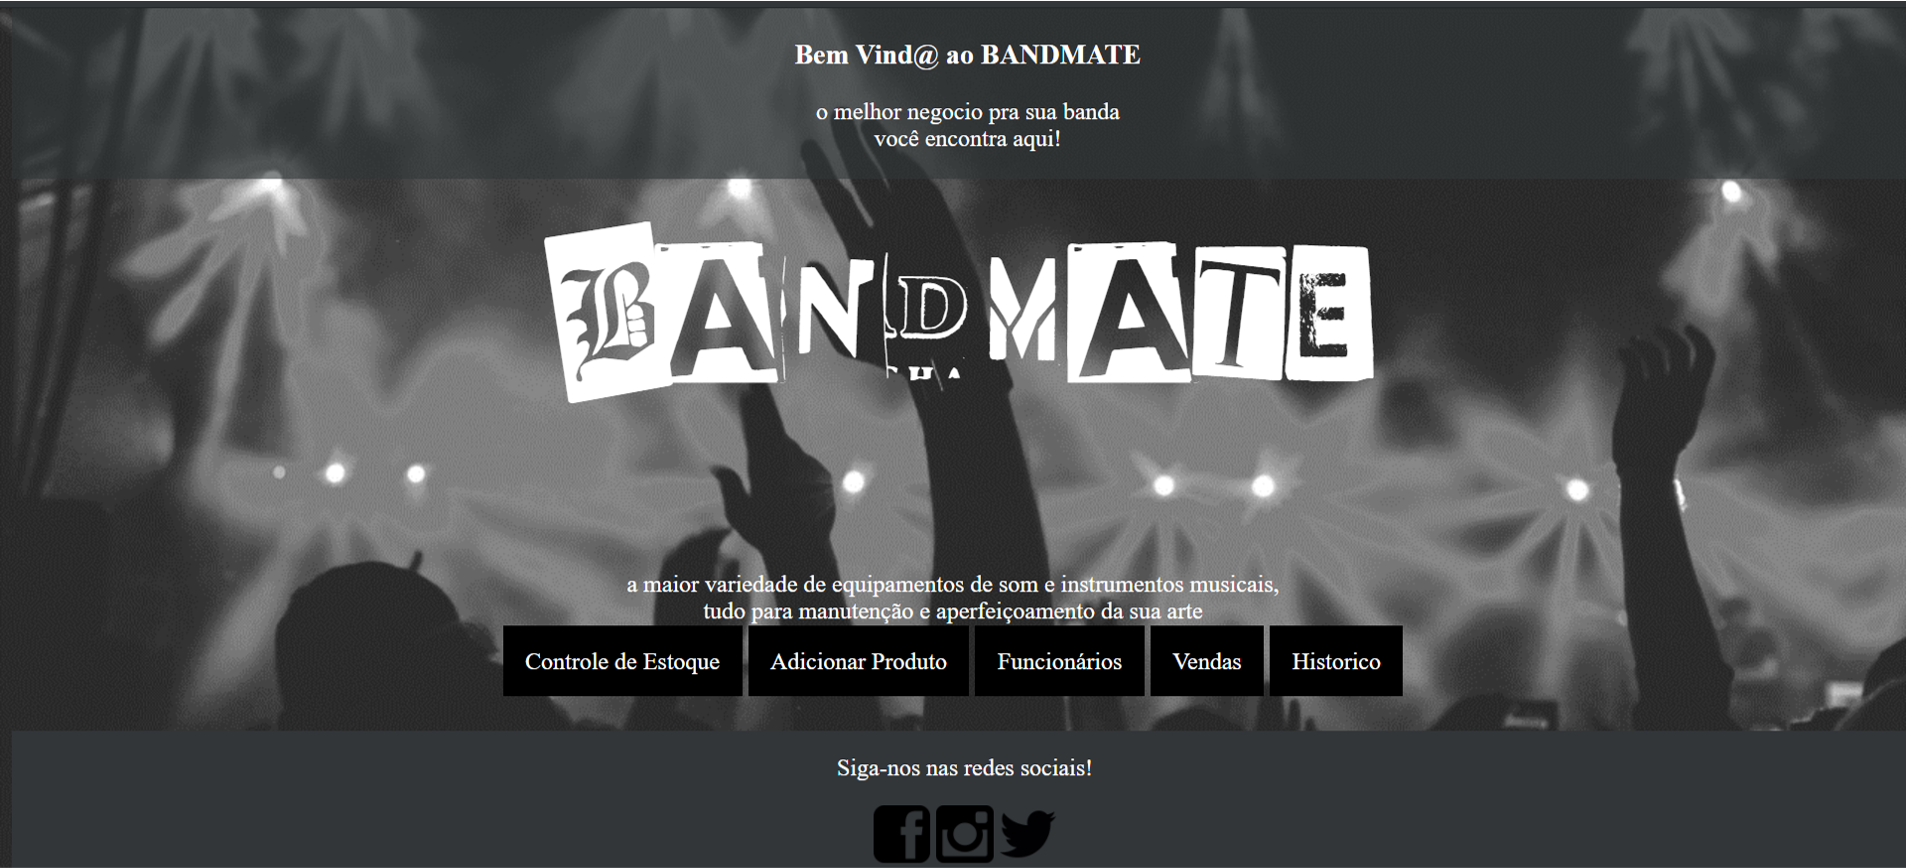 Bem Vind@ ao BANDMATE
o melhor negocio pra sua banda
você encontra aqui!
BANDMATE
a maior variedade de equipamentos de som e instrumentos musicais,
tudo para manutenção e aperfeiçoamento da sua arte
Controle de Estoque
Adicionar Produto
Funcionários
Vendas
Historico
Siga-nos nas redes sociais!